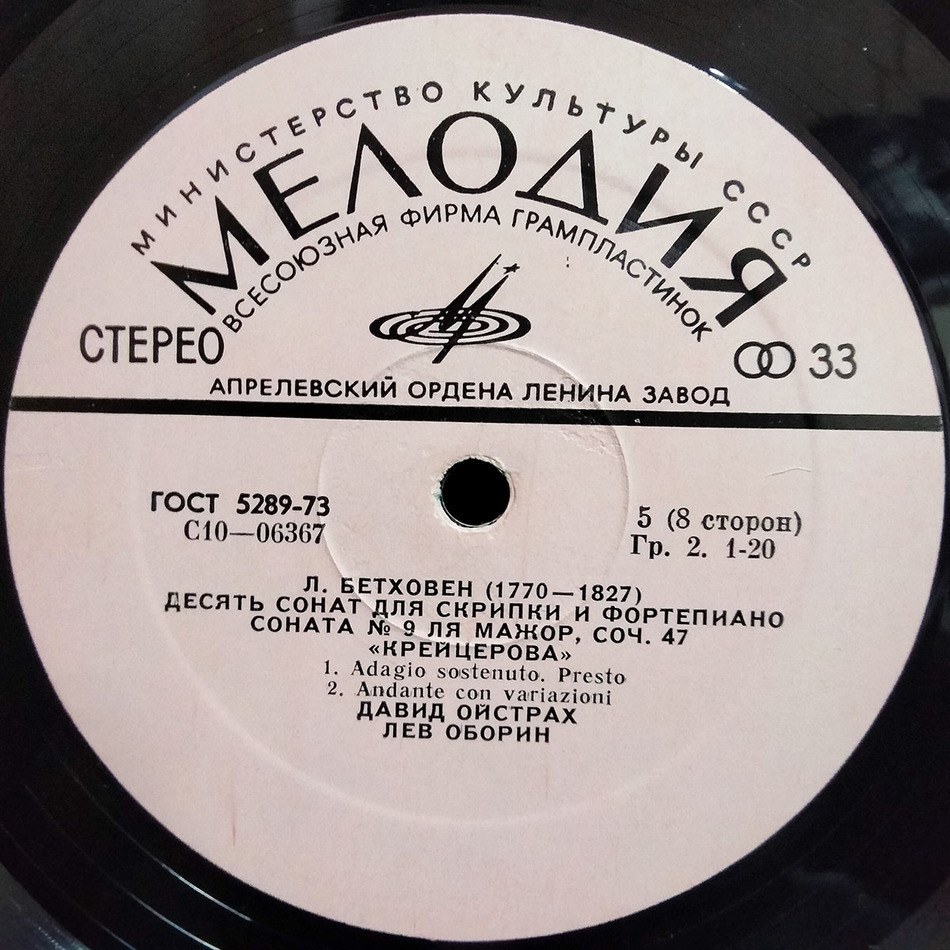 МИНИСТЕРСТВО КУЛЬТУРЫ СССР
МЕЛОДИЯ
ВСЕСОЮЗНАЯ ФИРМА ГРАМПЛАСТИНОК
СТЕРЕО
33
АПРЕЛЕВСКИЙ ОРДЕНА ЛЕНИНА ЗАВОД
ГОСТ 5289-73
С10—06367
5 (8 сторон)
Гр. 2. 1-20
Л. БЕТХОВЕН (1770—1827)
ДЕСЯТЬ СОНАТ ДЛЯ СКРИПКИ И ФОРТЕПИАНО
СОНАТА № 9 ЛЯ МАЖОР, СОЧ. 47
«КРЕЙЦЕРОВА»
1. Adagio sostenuto. Presto
2. Andante con variazioni
ДАВИД ОЙСТРАХ
ЛЕВ ОБОРИН